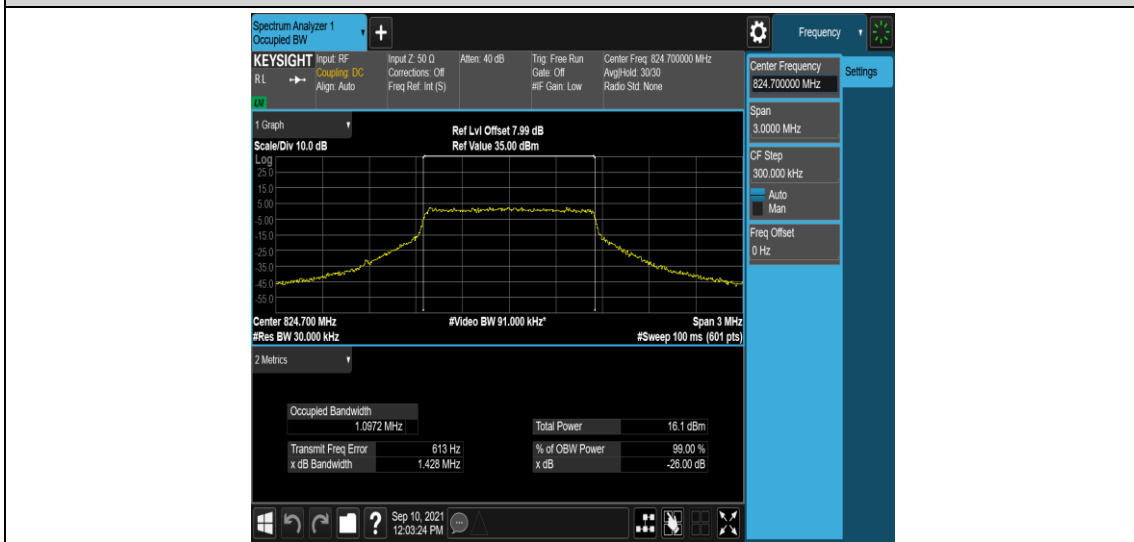 Spectrum Analyzer 1
Occupied BW
+
Frequency
KEYSIGHT
RL
Input: RF
Coupling: DC
Align: Auto
Input Z: 50 Ω
Corrections: Off
Freq Ref: Int (S)
Atten: 40 dB
Trig: Free Run
Gate: Off
#IF Gain: Low
Center Freq: 824.700000 MHz
Avg|Hold: 30/30
Radio Std: None
Center Frequency
824.700000 MHz
Settings
Span
3.0000 MHz
CF Step
300.000 kHz
Auto
Man
Freq Offset
0 Hz
1 Graph
Ref Lvl Offset 7.99 dB
Scale/Div 10.0 dB
Ref Value 35.00 dBm
Log
25.0
15.0
5.00
-5.00
-15.0
-25.0
-35.0
-45.0
-55.0
Center 824.700 MHz
#Video BW 91.000 kHz*
Span 3 MHz
#Res BW 30.000 kHz
#Sweep 100 ms (601 pts)
2 Metrics
Occupied Bandwidth
1.0972 MHz
Total Power 16.1 dBm
Transmit Freq Error 613 Hz
% of OBW Power 99.00 %
x dB Bandwidth 1.428 MHz
x dB -26.00 dB
?
Sep 10, 2021
12:03:24 PM